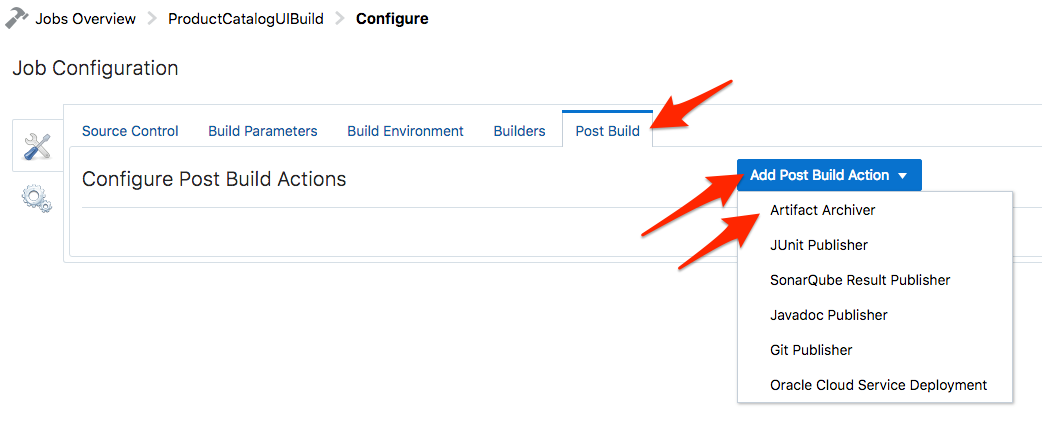 Jobs Overview > ProductCatalogUIBuild > Configure
Job Configuration
Source Control Build Parameters Build Environment Builders Post Build
Configure Post Build Actions
Add Post Build Action
Artifact Archiver
JUnit Publisher
SonarQube Result Publisher
Javadoc Publisher
Git Publisher
Oracle Cloud Service Deployment